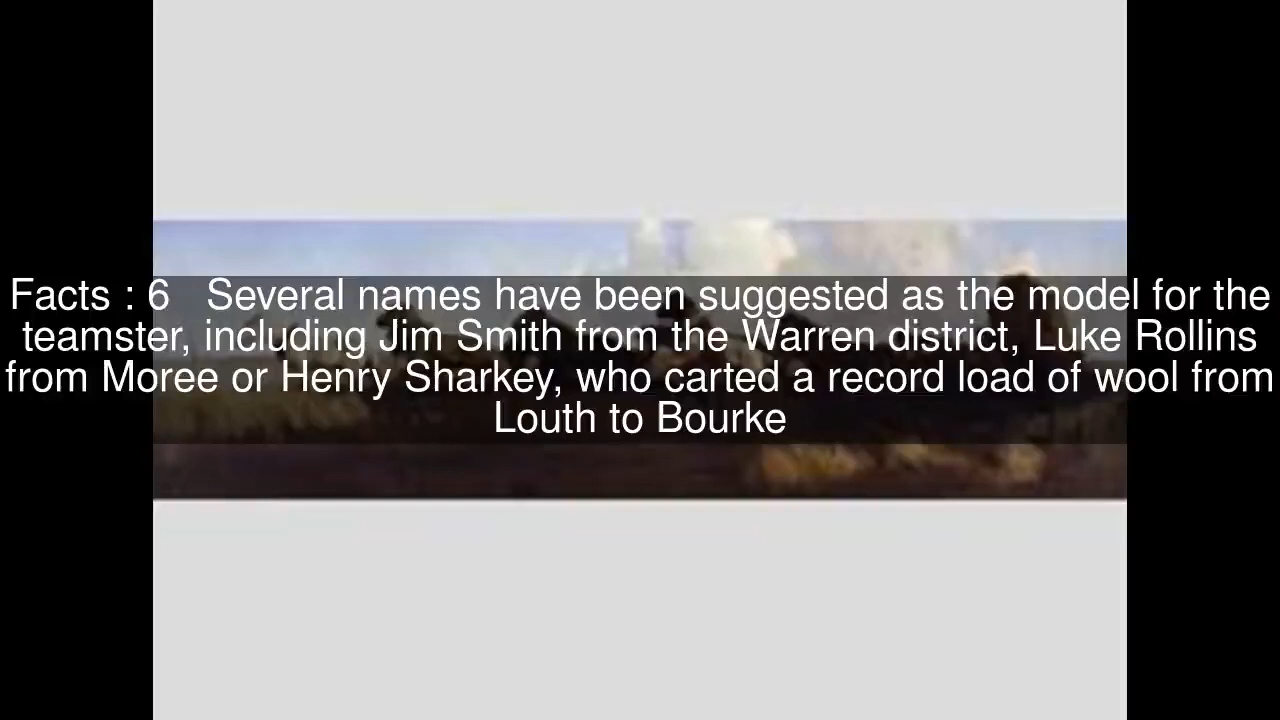 Facts : 6   Several names have been suggested as the model for the
teamster, including Jim Smith from the Warren district, Luke Rollins
from Moree or Henry Sharkey, who carted a record load of wool from
Louth to Bourke